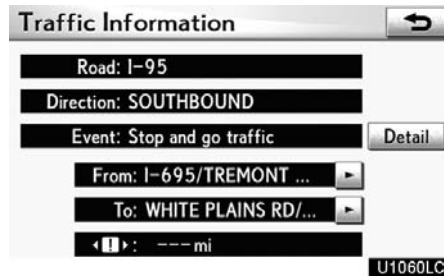 Traffic Information
Road: I-95
Direction: SOUTHBOUND
Event: Stop and go traffic
Detail
From: I-695/TREMONT ...
To: WHITE PLAINS RD/...
!: ---mi
U1060LC